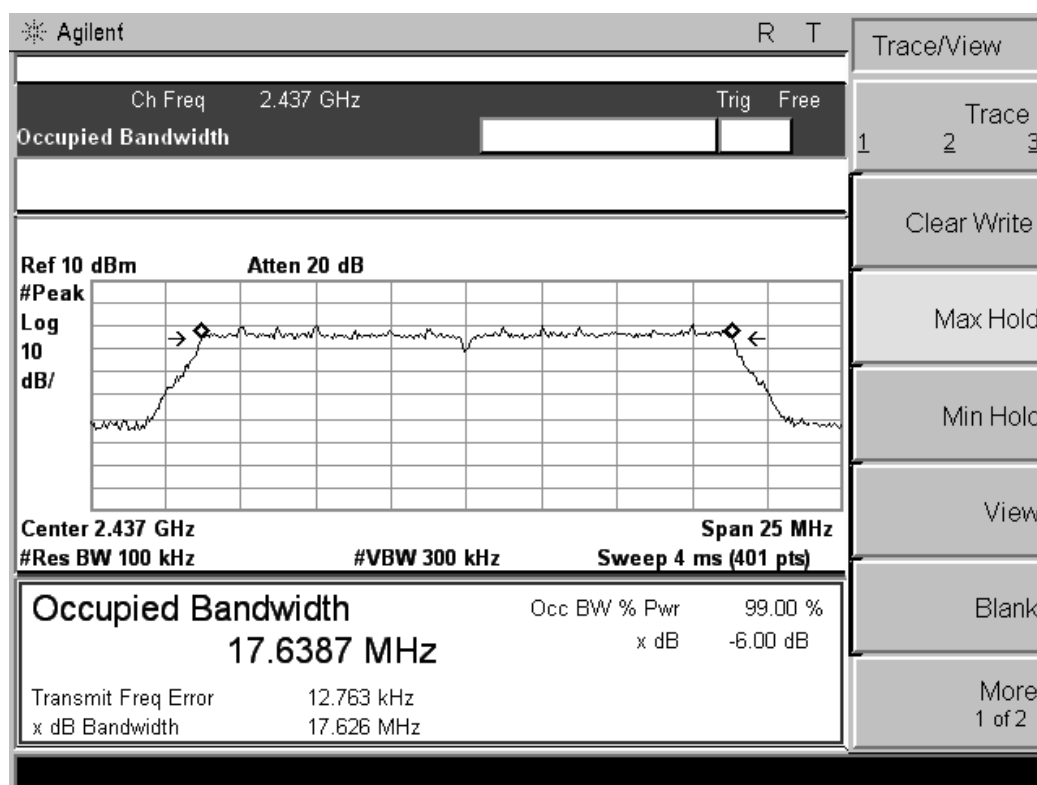 Agilent R T
Ch Freq 2.437 GHz Trig Free
Occupied Bandwidth
Ref 10 dBm Atten 20 dB
#Peak
Log
10
dB/
Center 2.437 GHz Span 25 MHz
#Res BW 100 kHz #VBW 300 kHz Sweep 4 ms (401 pts)
Occupied Bandwidth
17.6387 MHz
Occ BW % Pwr 99.00 %
x dB -6.00 dB
Transmit Freq Error 12.763 kHz
x dB Bandwidth 17.626 MHz
Trace/View
Trace
1 2 3
Clear Write
Max Hold
Min Hold
View
Blank
More
1 of 2